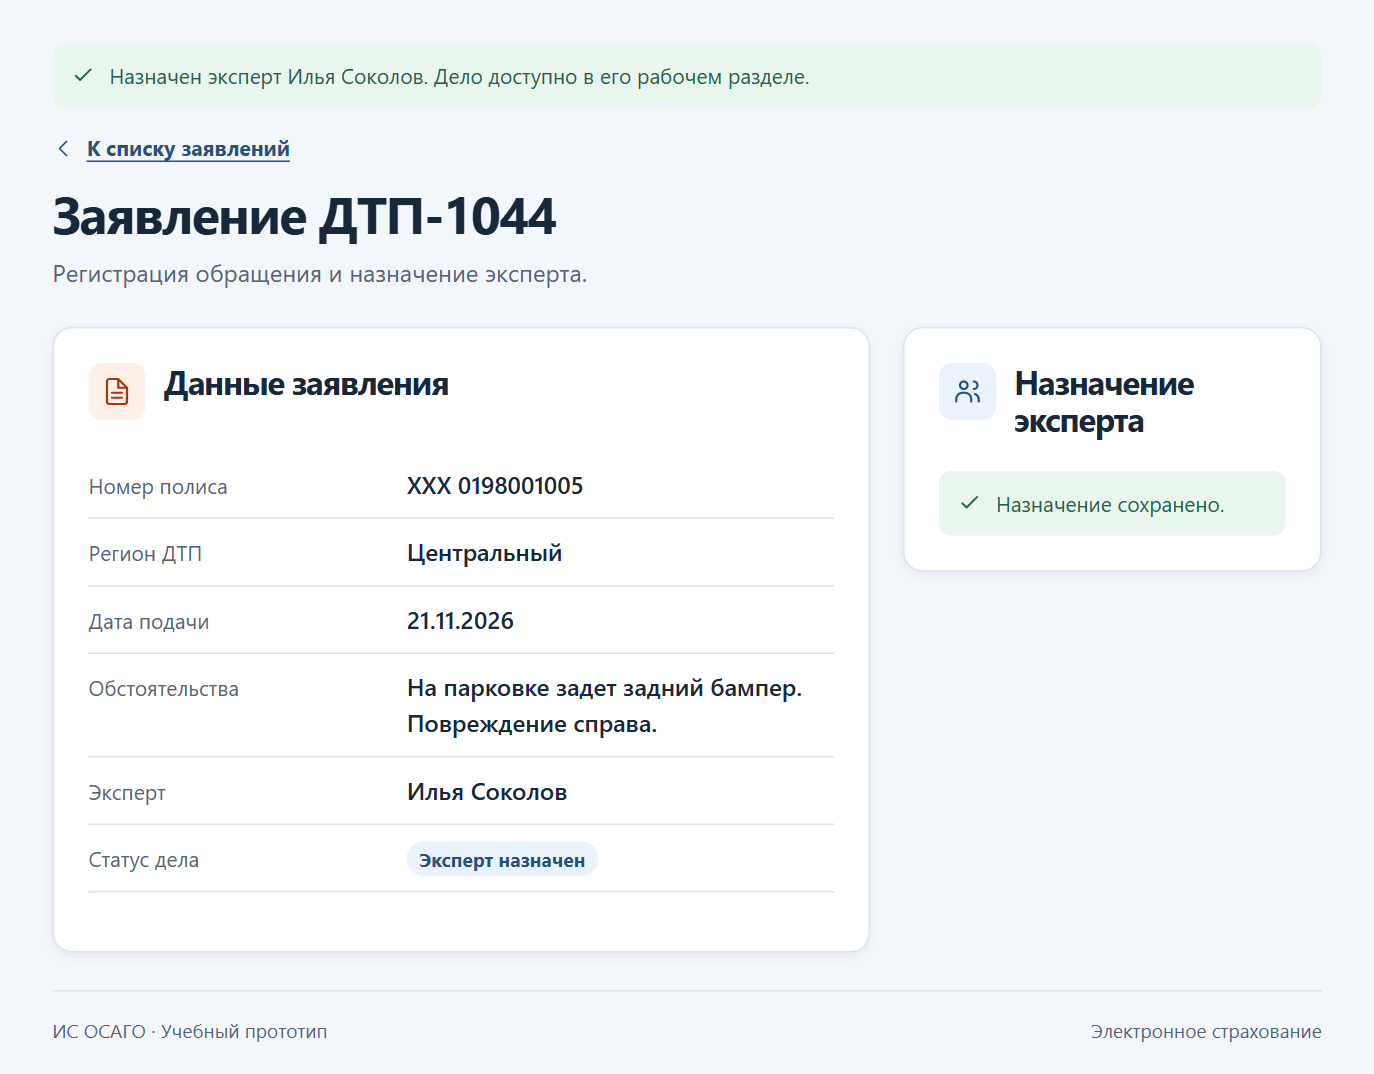 Назначен эксперт Илья Соколов. Дело доступно в его рабочем разделе.
К списку заявлений
Заявление ДТП-1044
Регистрация обращения и назначение эксперта.
Данные заявления
Номер полиса ХХХ 0198001005
Регион ДТП Центральный
Дата подачи 21.11.2026
Обстоятельства На парковке задет задний бампер.
Повреждение справа.
Эксперт Илья Соколов
Статус дела Эксперт назначен
Назначение
эксперта
Назначение сохранено.
ИС ОСАГО · Учебный прототип
Электронное страхование